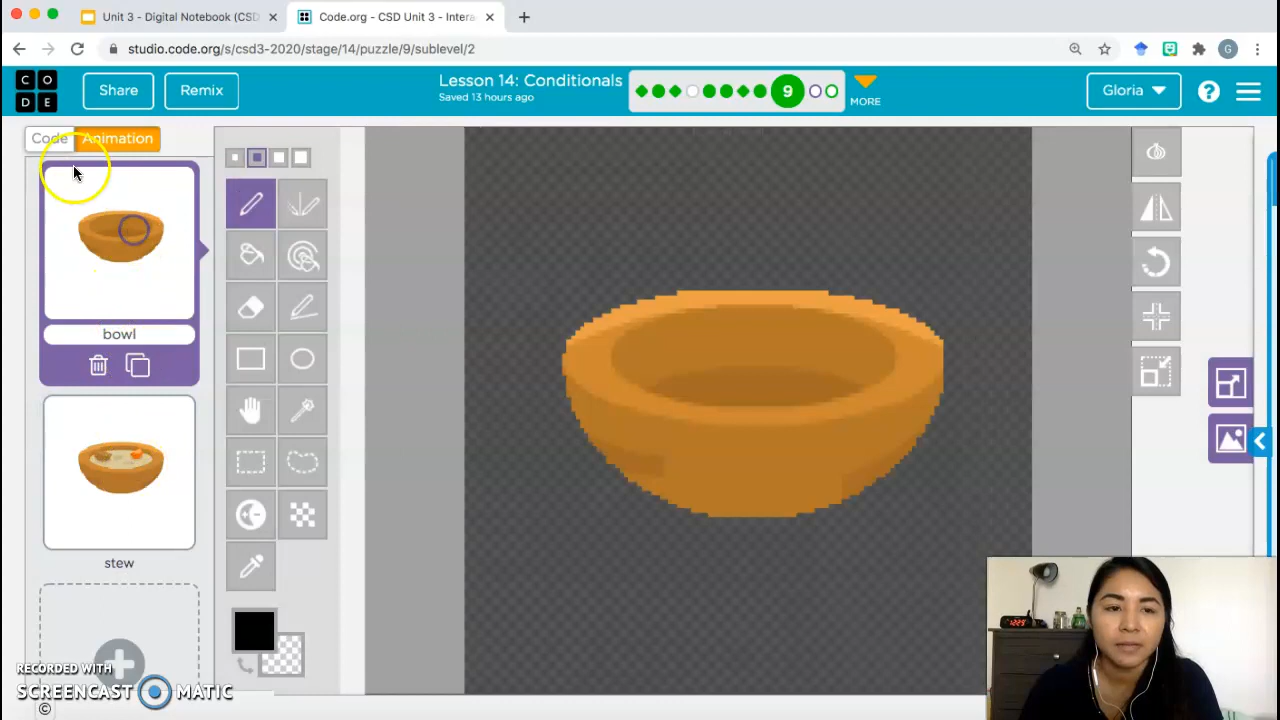 Unit 3 - Digital Notebook (CSD
Code.org - CSD Unit 3 - Intera
studio.code.org/s/csd3-2020/stage/14/puzzle/9/sublevel/2
G
C O
D E
Share
Remix
Lesson 14: Conditionals
Saved 13 hours ago
9
MORE
Gloria
Code
Animation
bowl
stew
RECORDED WITH
SCREENCAST MATIC
12:29